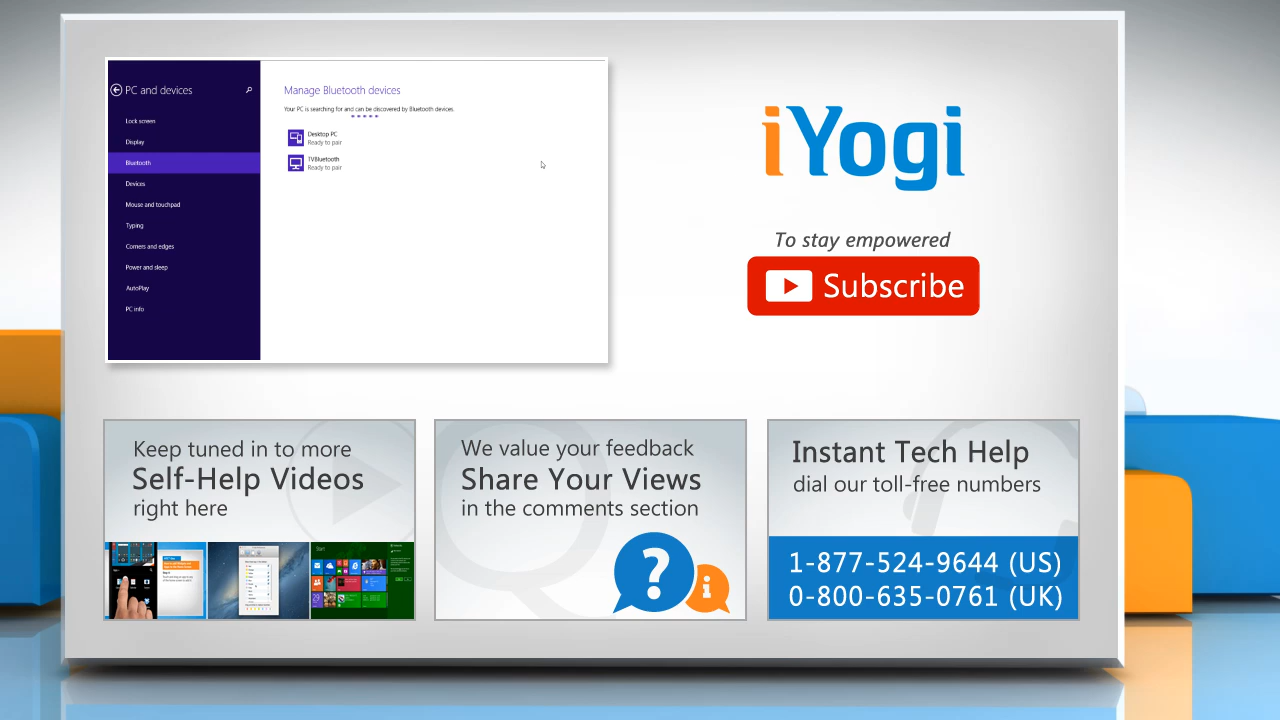 PC and devices
Lock screen
Display
Bluetooth
Devices
Mouse and touchpad
Typing
Corners and edges
Power and sleep
AutoPlay
PC info
Manage Bluetooth devices
Your PC is searching for and can be discovered by Bluetooth devices.
Desktop PC
Ready to pair
TVBluetooth
Ready to pair
iYogi
To stay empowered
Subscribe
Keep tuned in to more
Self-Help Videos
right here
Start
We value your feedback
Share Your Views
in the comments section
?
i
Instant Tech Help
dial our toll-free numbers
1-877-524-9644 (US)
0-800-635-0761 (UK)